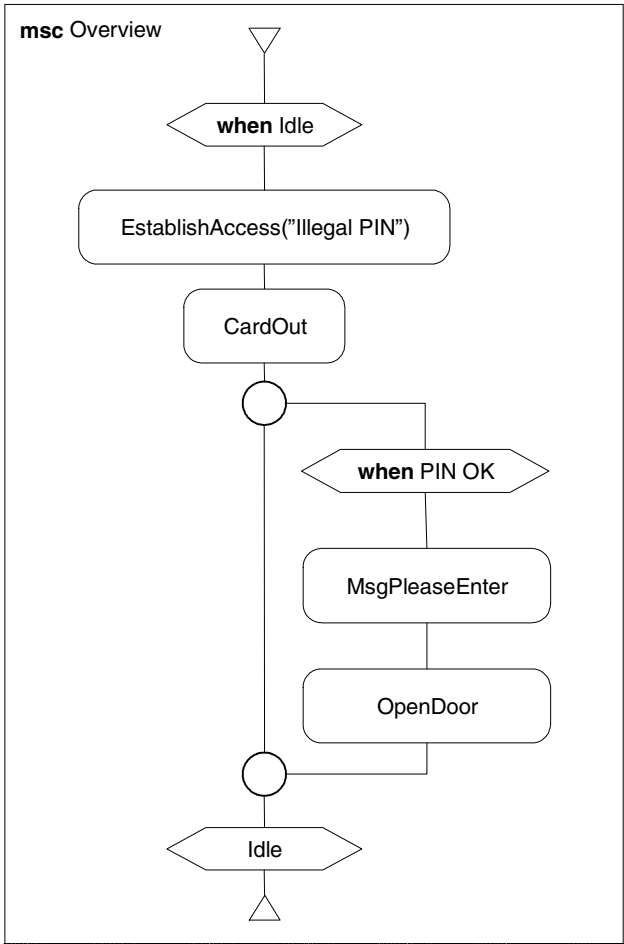 msc Overview
when Idle
EstablishAccess(”Illegal PIN”)
CardOut
when PIN OK
MsgPleaseEnter
OpenDoor
Idle